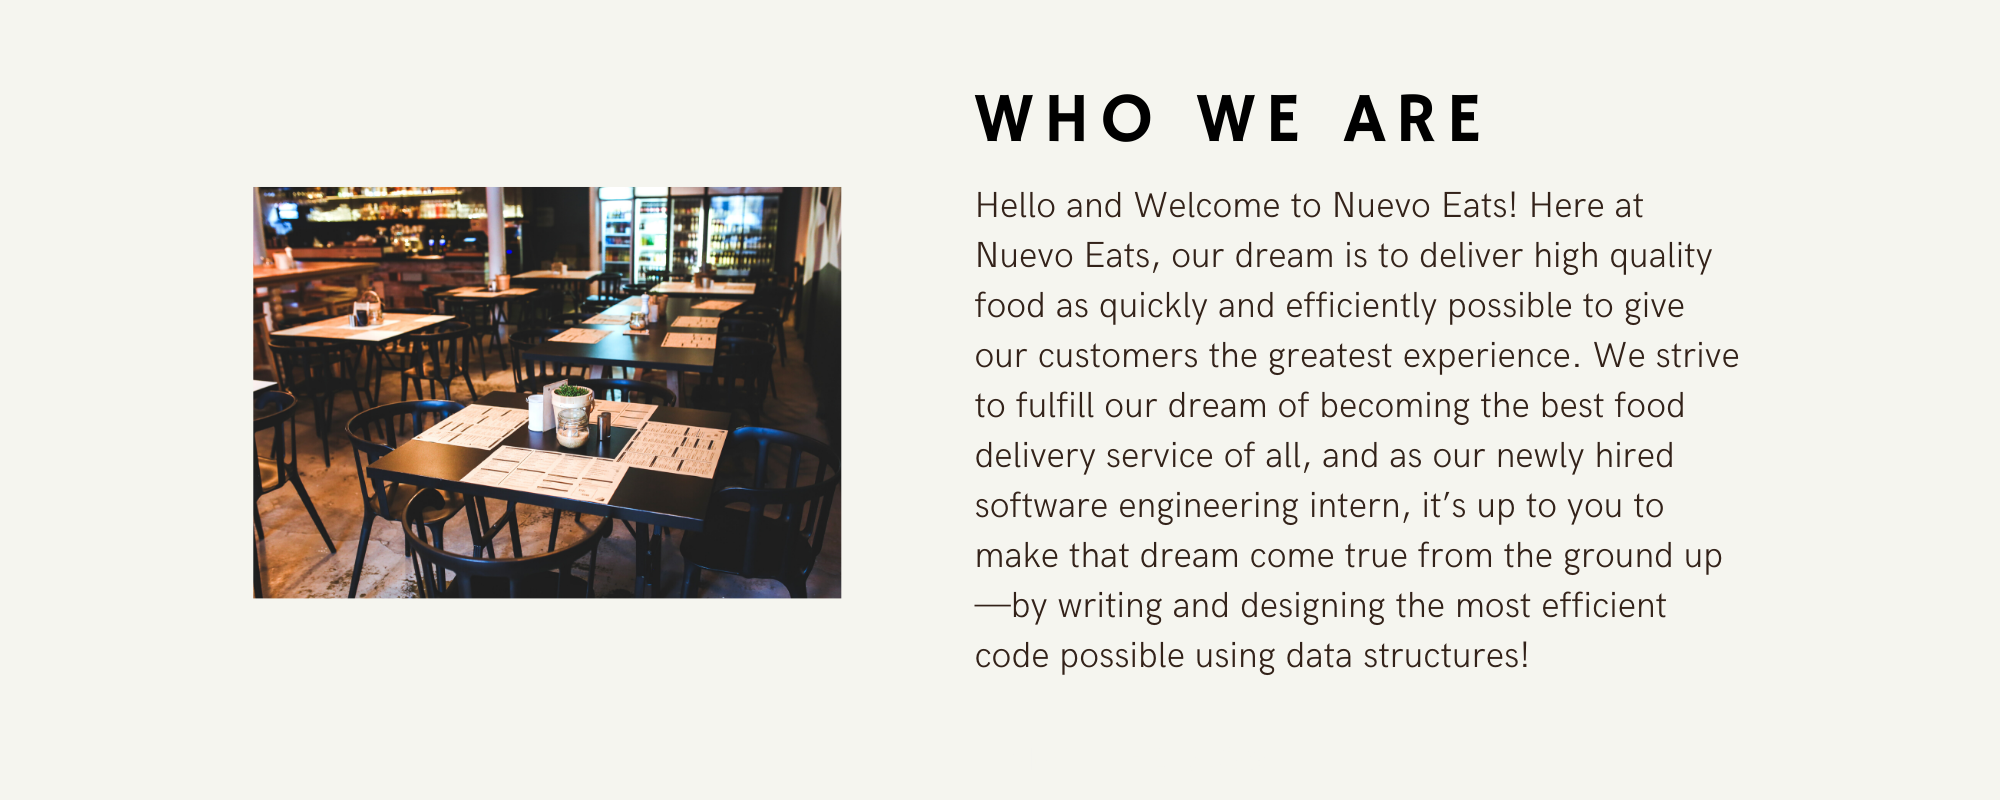 WHO WE ARE
Hello and Welcome to Nuevo Eats! Here at
Nuevo Eats, our dream is to deliver high quality
food as quickly and efficiently possible to give
our customers the greatest experience. We strive
to fulfill our dream of becoming the best food
delivery service of all, and as our newly hired
software engineering intern, it’s up to you to
make that dream come true from the ground up
—by writing and designing the most efficient
code possible using data structures!